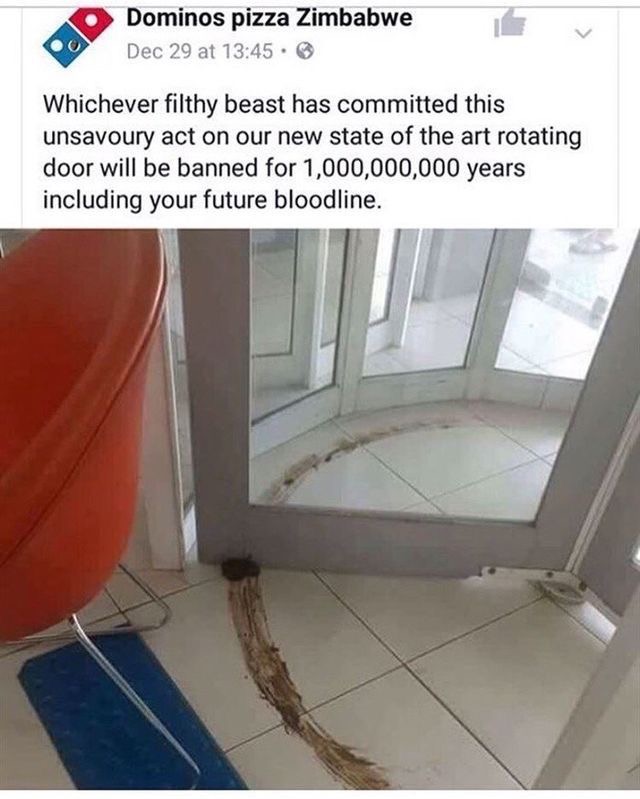 Dominos pizza Zimbabwe
Dec 29 at 13:45 ·
Whichever filthy beast has committed this
unsavoury act on our new state of the art rotating
door will be banned for 1,000,000,000 years
including your future bloodline.